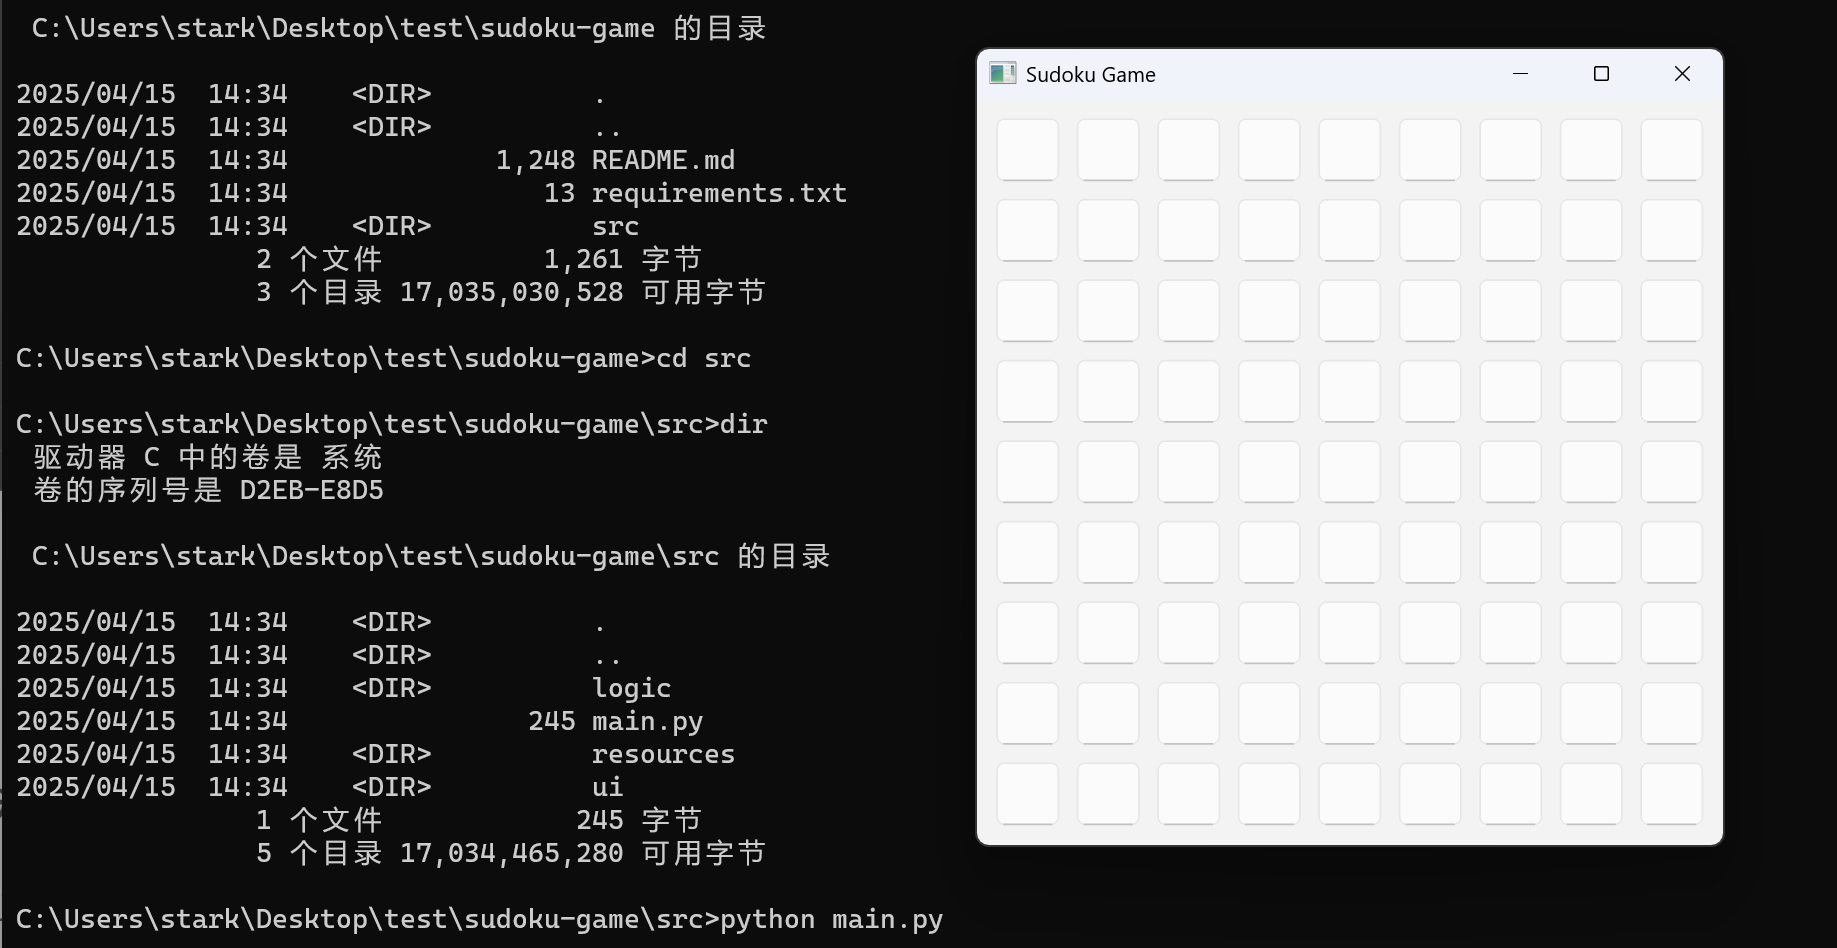 C:\Users\stark\Desktop\test\sudoku-game 的目录
2025/04/15  14:34    <DIR>          .
2025/04/15  14:34    <DIR>          ..
2025/04/15  14:34             1,248 README.md
2025/04/15  14:34                13 requirements.txt
2025/04/15  14:34    <DIR>          src
2 个文件          1,261 字节
3 个目录 17,035,030,528 可用字节
C:\Users\stark\Desktop\test\sudoku-game>cd src
C:\Users\stark\Desktop\test\sudoku-game\src>dir
驱动器 C 中的卷是 系统
卷的序列号是 D2EB-E8D5
C:\Users\stark\Desktop\test\sudoku-game\src 的目录
2025/04/15  14:34    <DIR>          .
2025/04/15  14:34    <DIR>          ..
2025/04/15  14:34    <DIR>          logic
2025/04/15  14:34               245 main.py
2025/04/15  14:34    <DIR>          resources
2025/04/15  14:34    <DIR>          ui
1 个文件            245 字节
5 个目录 17,034,465,280 可用字节
C:\Users\stark\Desktop\test\sudoku-game\src>python main.py
Sudoku Game